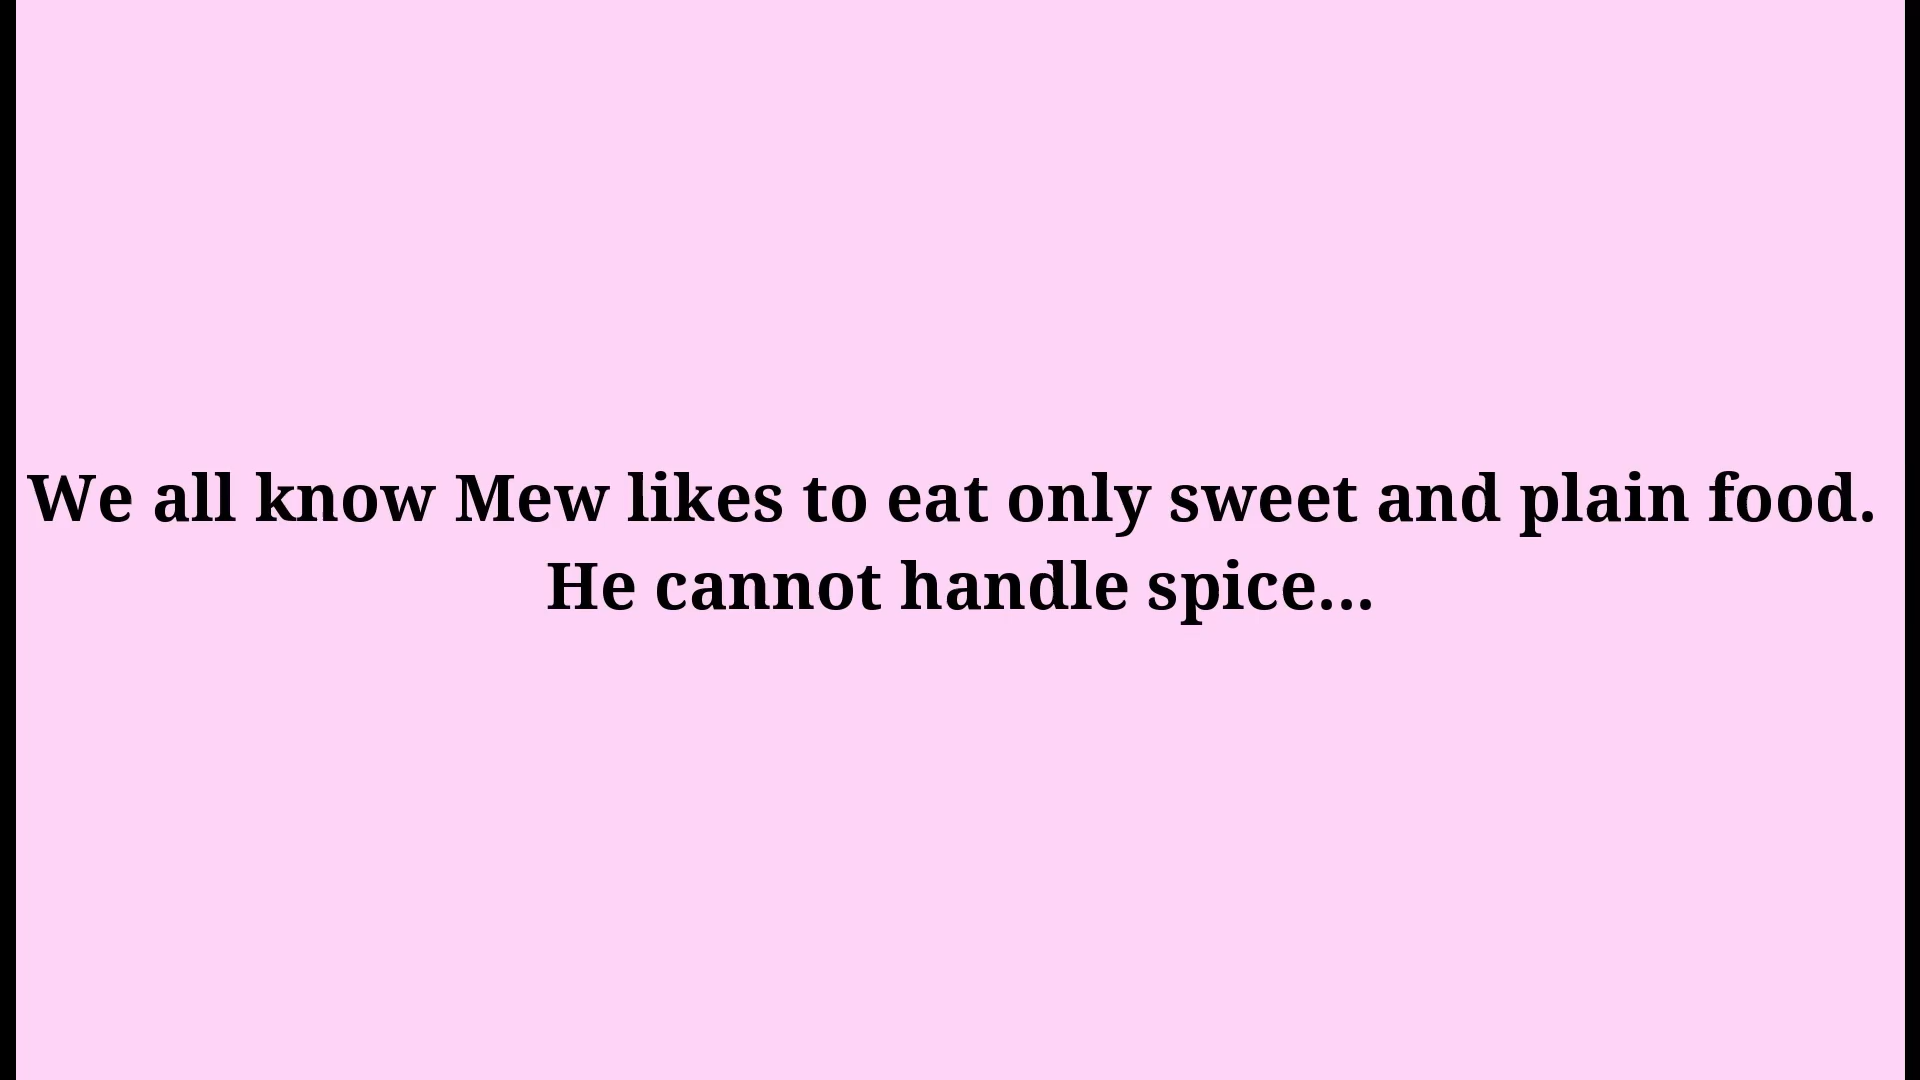 We all know Mew likes to eat only sweet and plain food.
He cannot handle spice...